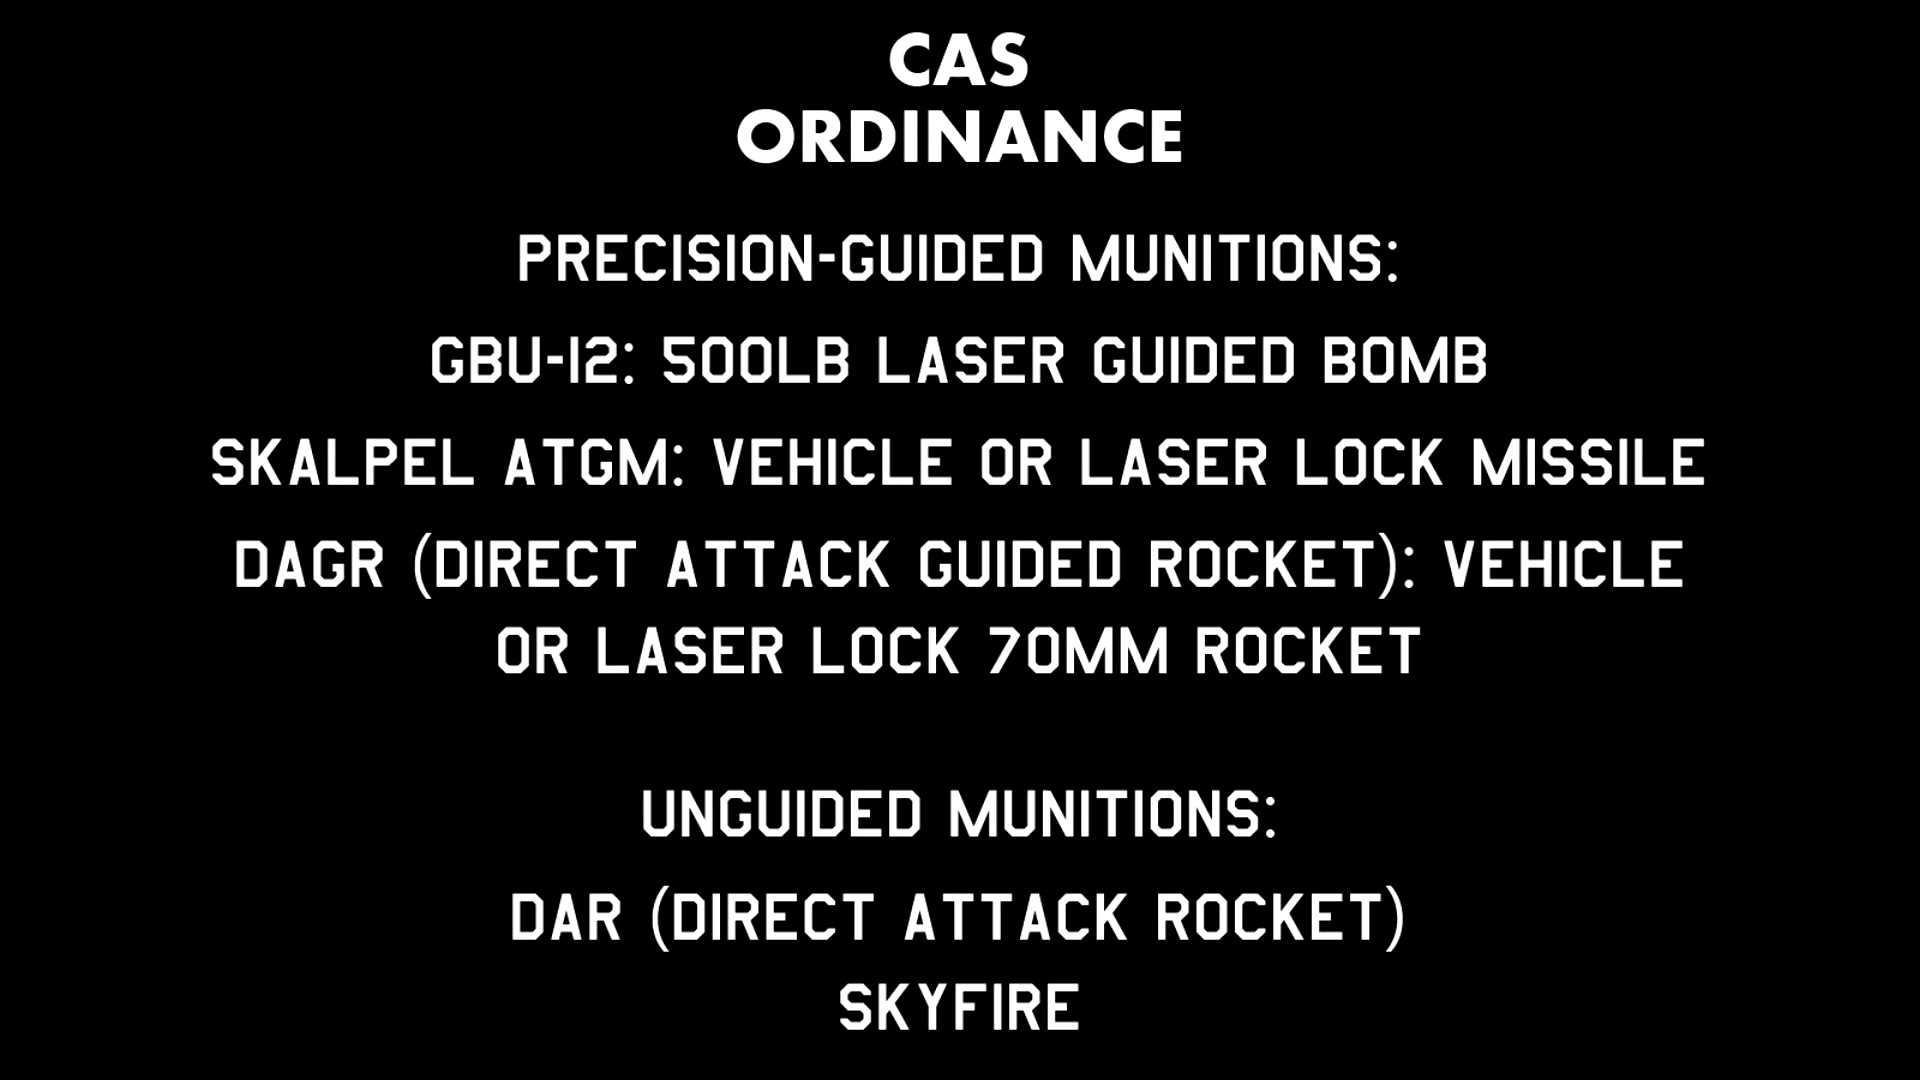 CAS
ORDINANCE
PRECISION-GUIDED MUNITIONS:
GBU-12: 500LB LASER GUIDED BOMB
SKALPEL ATGM: VEHICLE OR LASER LOCK MISSILE
DAGR (DIRECT ATTACK GUIDED ROCKET): VEHICLE
OR LASER LOCK 70MM ROCKET
UNGUIDED MUNITIONS:
DAR (DIRECT ATTACK ROCKET)
SKYFIRE